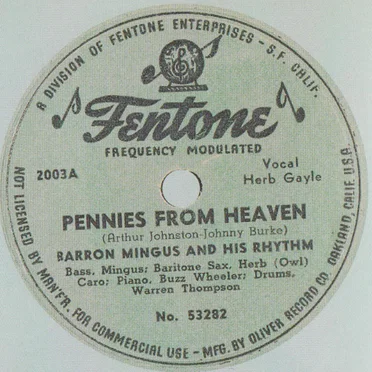 A DIVISION OF FENTONE ENTERPRISES - S.F. CALIF.
Fentone
FREQUENCY MODULATED
2003A
Vocal
Herb Gayle
PENNIES FROM HEAVEN
(Arthur Johnston-Johnny Burke)
BARRON MINGUS AND HIS RHYTHM
Bass, Mingus; Baritone Sax, Herb (Owl)
Caro; Piano, Buzz Wheeler; Drums,
Warren Thompson
No. 53282
NOT LICENSED BY MAN'F'R. FOR COMMERCIAL USE - MFG. BY OLIVER RECORD CO. OAKLAND, CALIF. U.S.A.